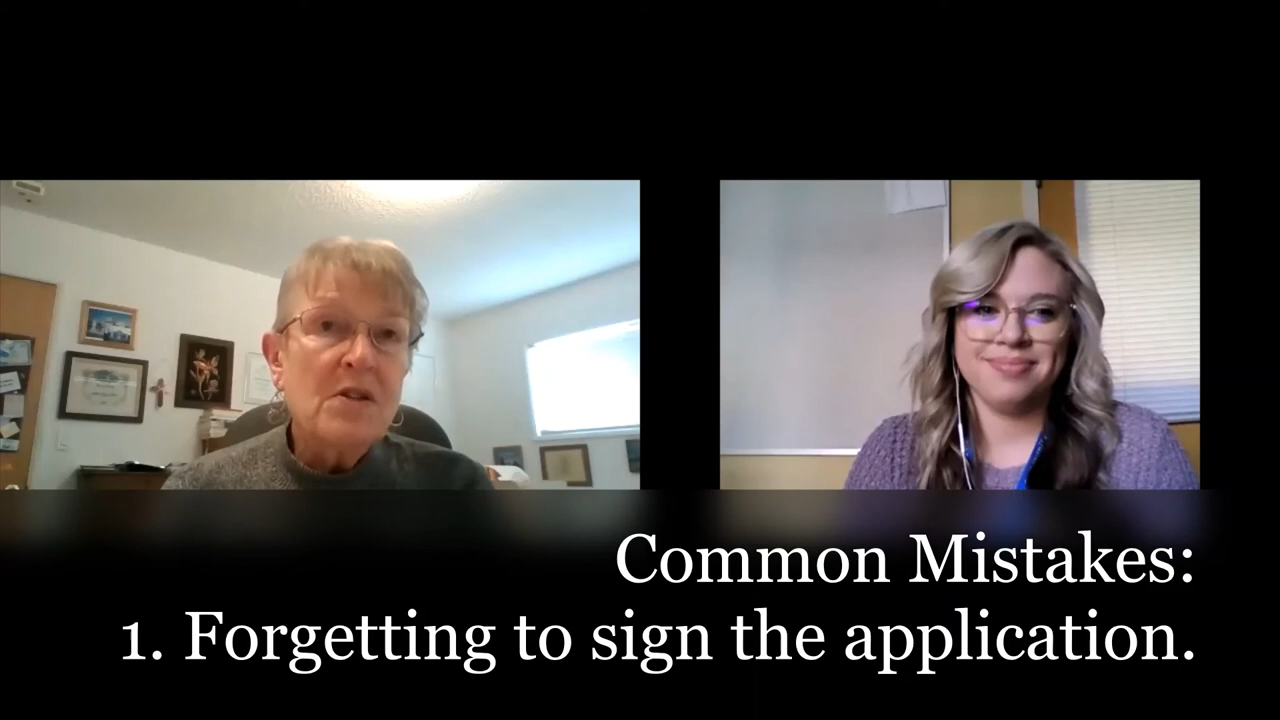 Common Mistakes:
1. Forgetting to sign the application.